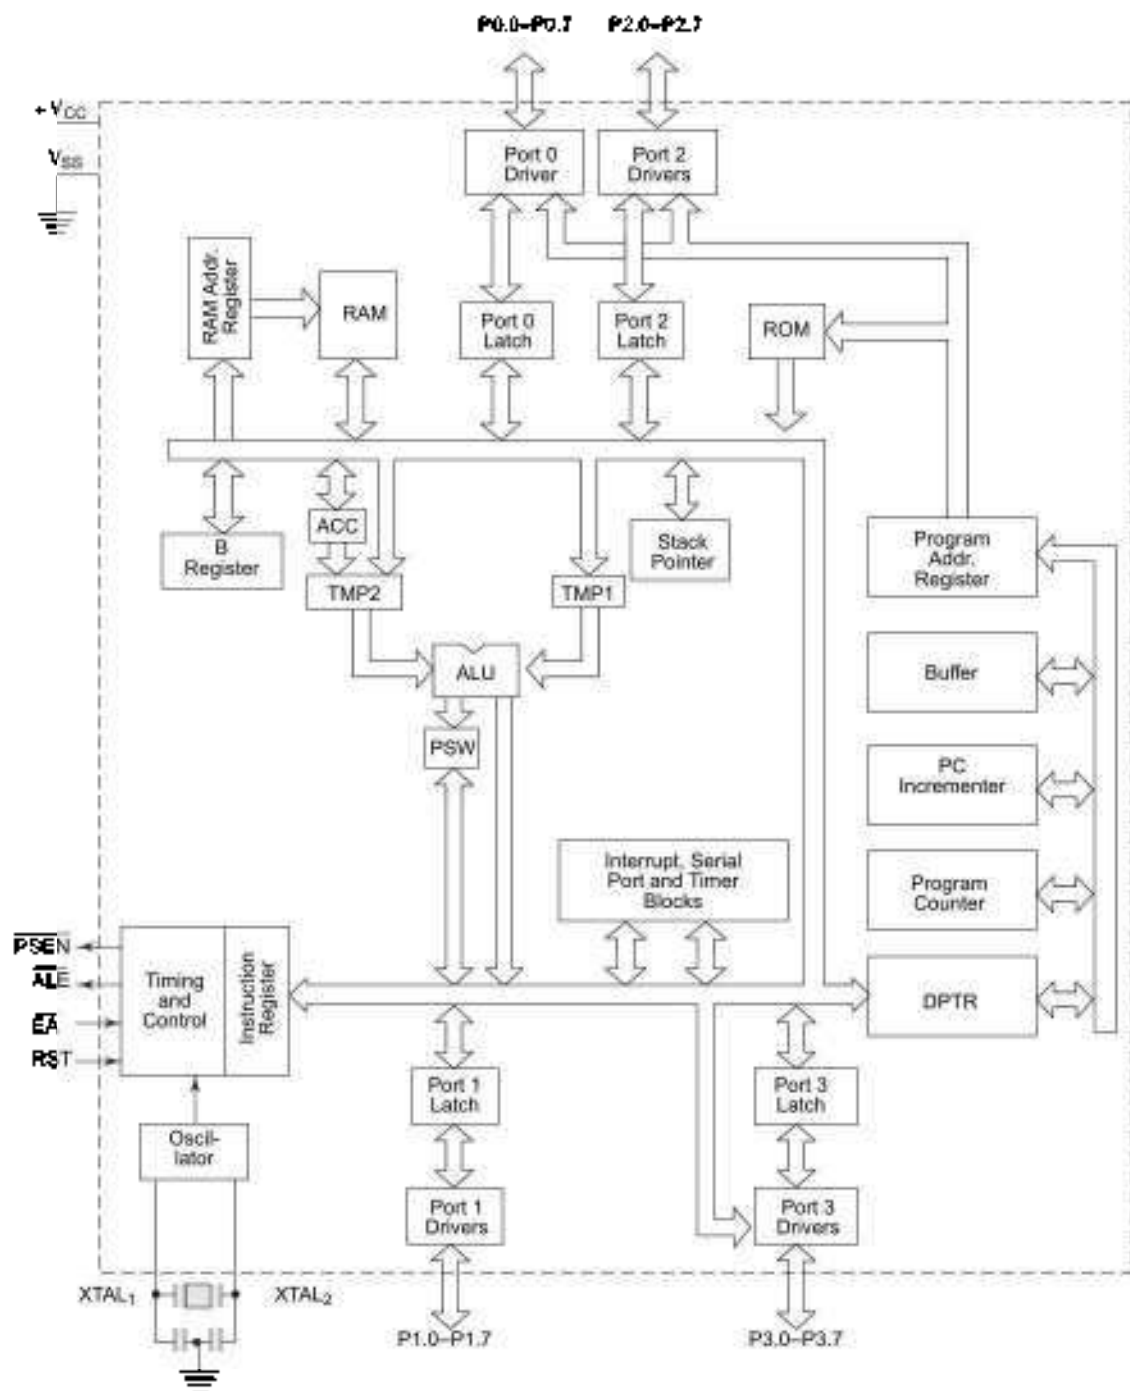 P0.0–P0.7 P2.0–P2.7
+VCC
VSS
Port 0
Driver
Port 2
Drivers
RAM Addr.
Register
RAM
Port 0
Latch
Port 2
Latch
ROM
B
Register
ACC
TMP2
TMP1
Stack
Pointer
Program
Addr.
Register
ALU
Buffer
PSW
PC
Incrementer
Interrupt, Serial
Port and Timer
Blocks
Program
Counter
PSEN
ALE
EA
RST
Timing
and
Control
Instruction
Register
DPTR
Port 1
Latch
Port 3
Latch
Oscil-
lator
Port 1
Drivers
Port 3
Drivers
XTAL1 XTAL2
P1.0–P1.7
P3.0–P3.7